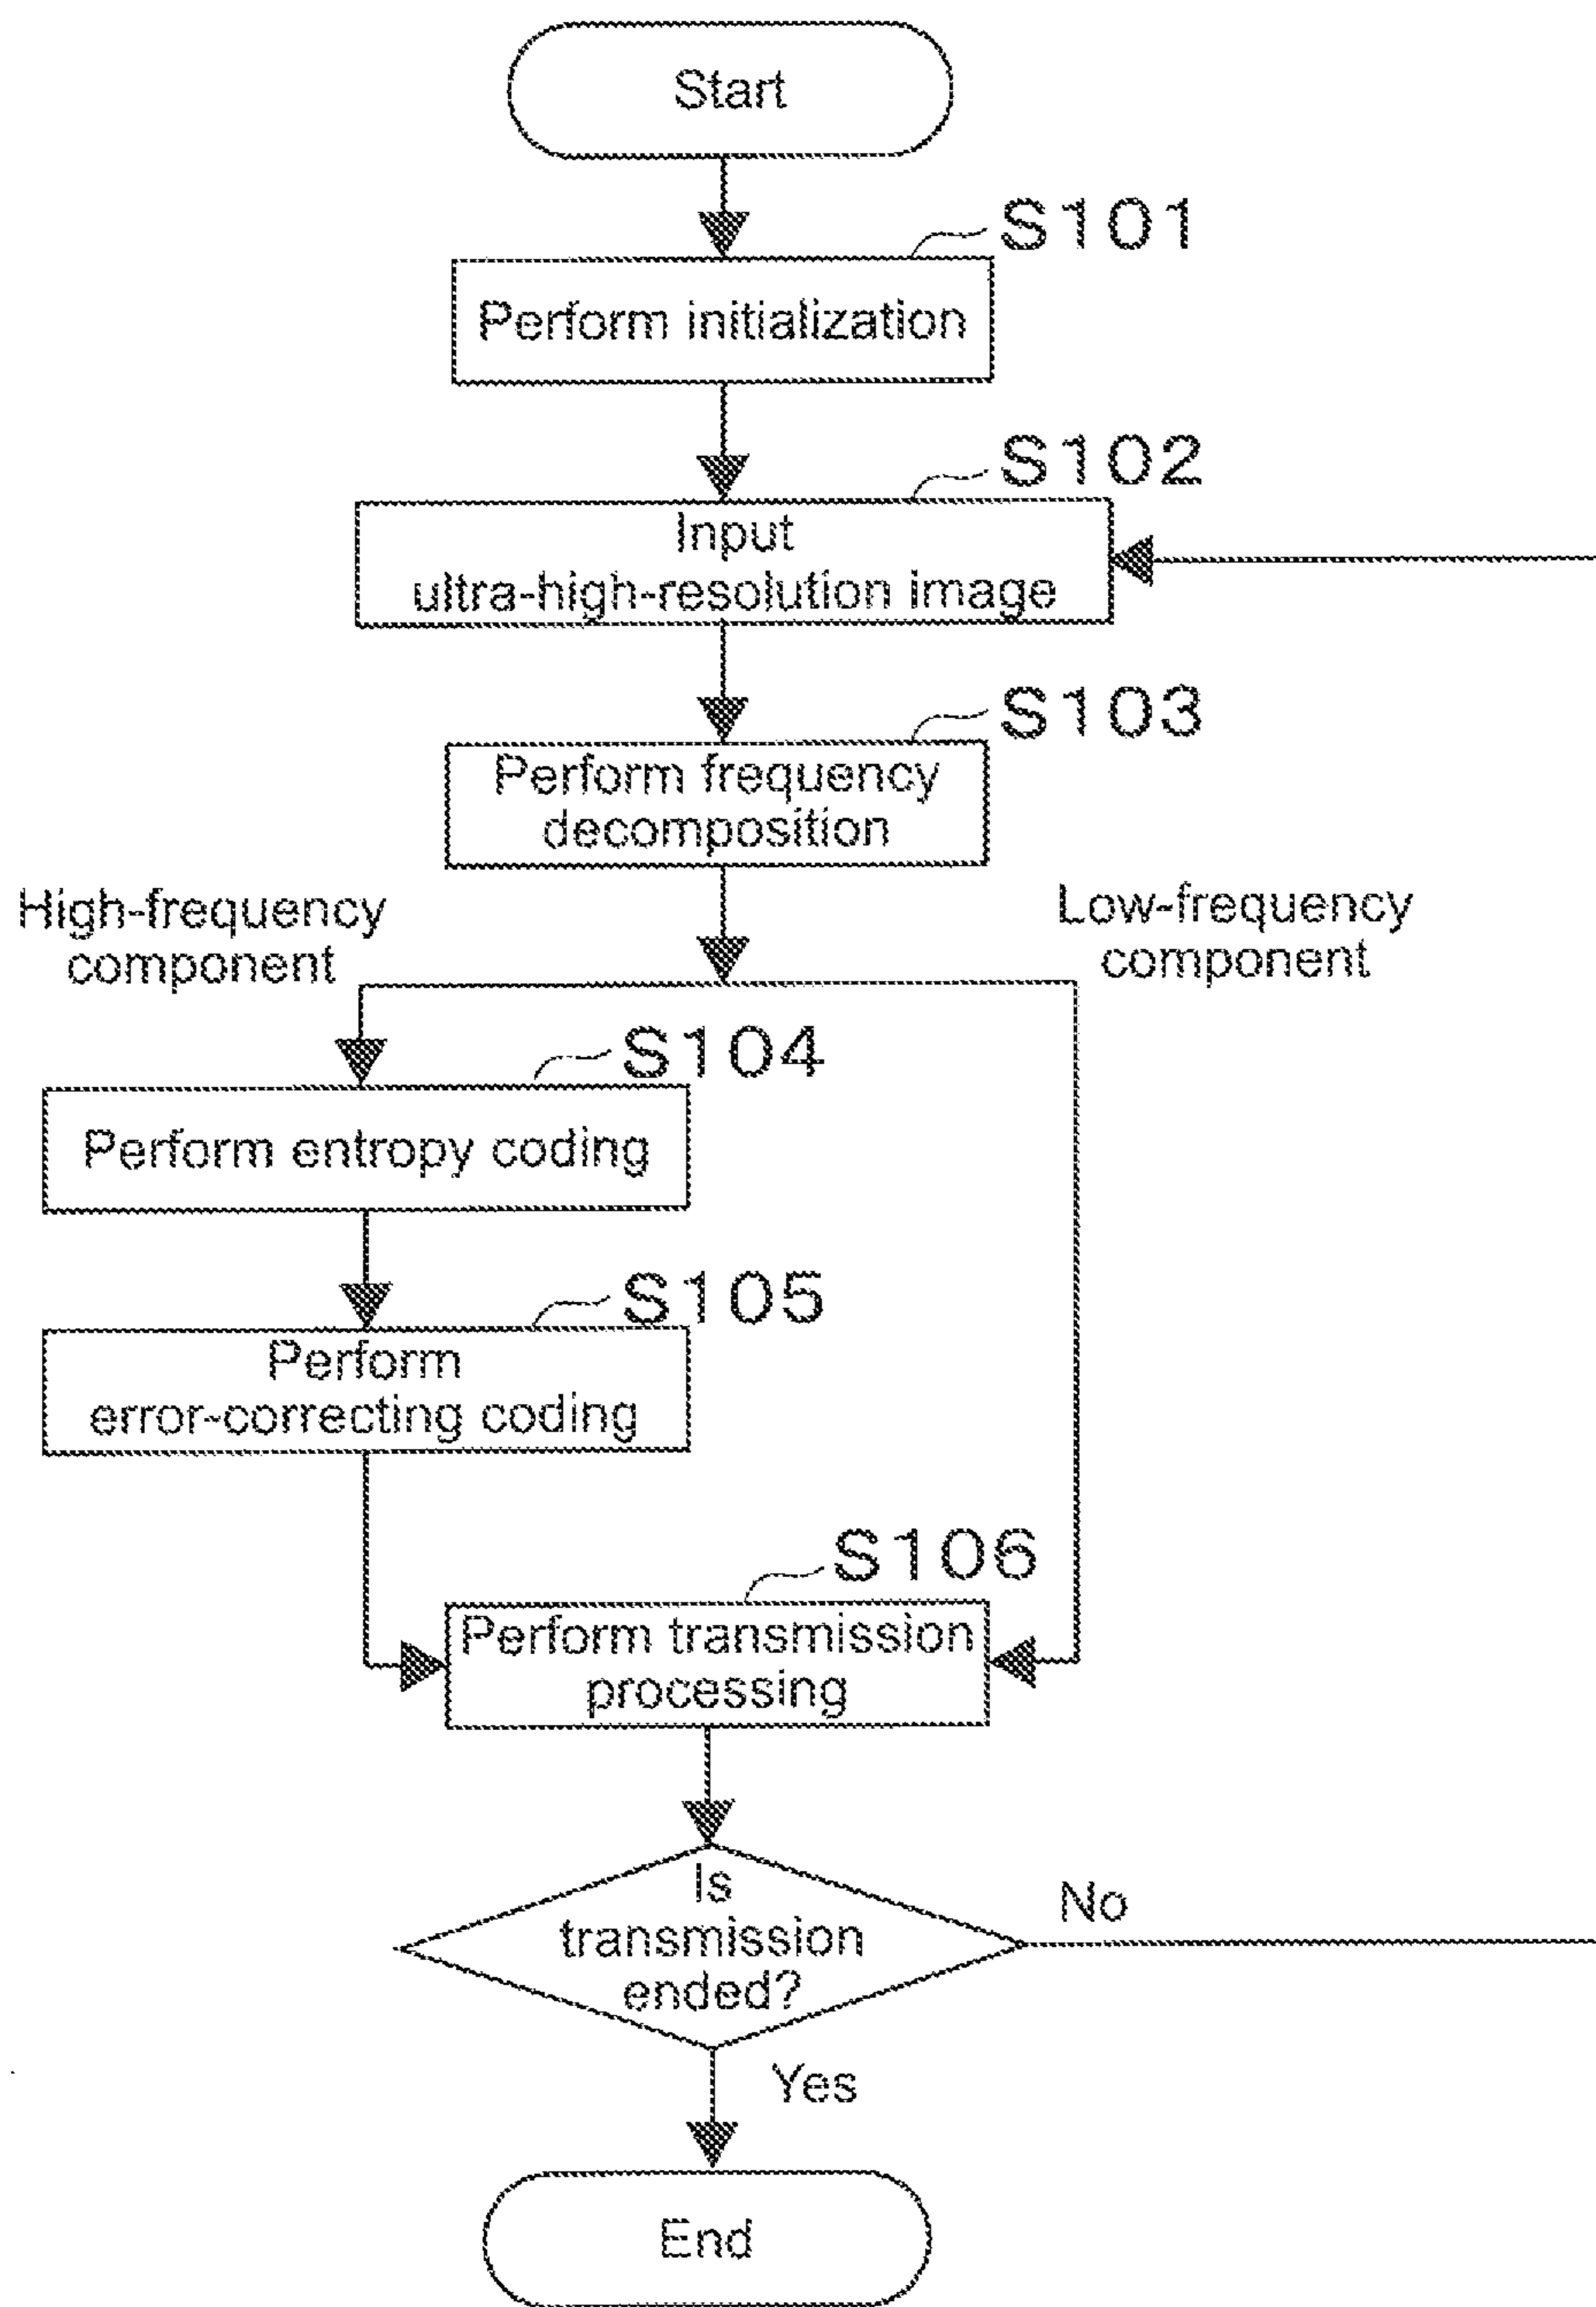 Start
S101
Perform initialization
S102
Input
ultra-high-resolution image
S103
Perform frequency
decomposition
High-frequency
component
Low-frequency
component
S104
Perform entropy coding
S105
Perform
error-correcting coding
S106
Perform transmission
processing
Is
transmission
ended?
No
Yes
End